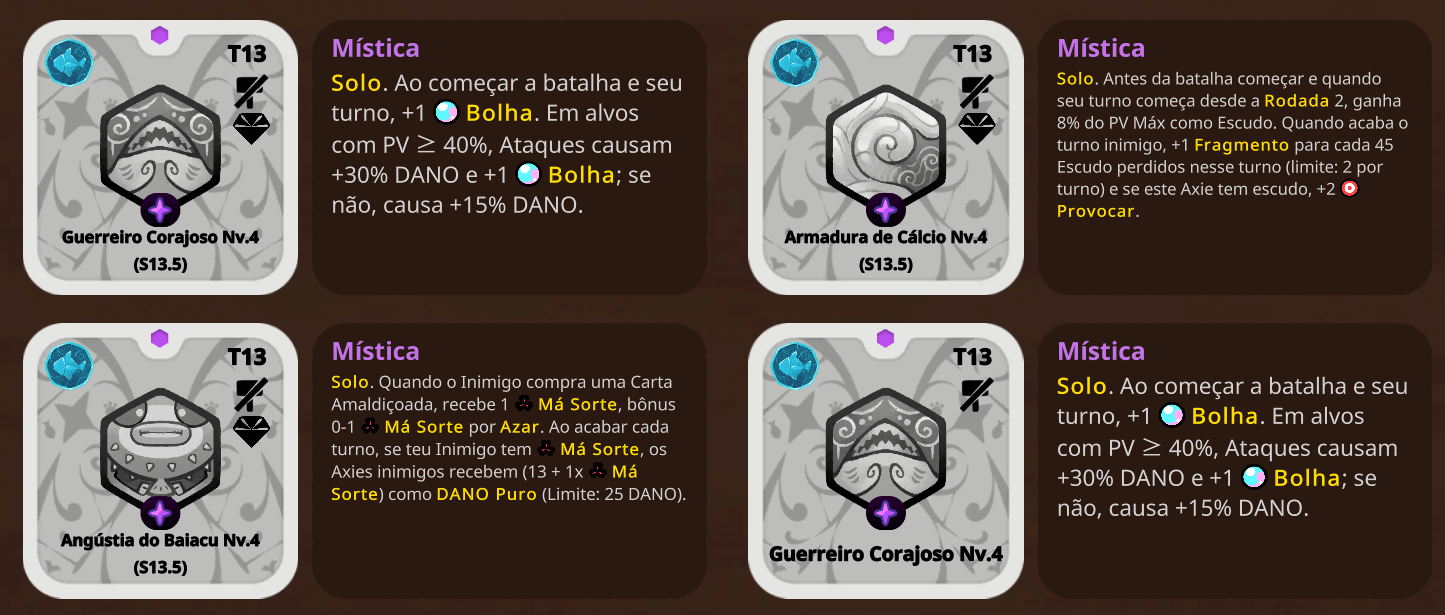 T13
Guerreiro Corajoso Nv.4
(S13.5)
Mística
Solo. Ao começar a batalha e seu
turno, +1 Bolha. Em alvos
com PV ≥ 40%, Ataques causam
+30% DANO e +1 Bolha; se
não, causa +15% DANO.
T13
Armadura de Cálcio Nv.4
(S13.5)
Mística
Solo. Antes da batalha começar e quando
seu turno começa desde a Rodada 2, ganha
8% do PV Máx como Escudo. Quando acaba o
turno inimigo, +1 Fragmento para cada 45
Escudo perdidos nesse turno (limite: 2 por
turno) e se este Axie tem escudo, +2
Provocar.
T13
Angústia do Baiacu Nv.4
(S13.5)
Mística
Solo. Quando o Inimigo compra uma Carta
Amaldiçoada, recebe 1 Má Sorte, bônus
0-1 Má Sorte por Azar. Ao acabar cada
turno, se teu Inimigo tem Má Sorte, os
Axies inimigos recebem (13 + 1x Má
Sorte) como DANO Puro (Limite: 25 DANO).
T13
Guerreiro Corajoso Nv.4
Mística
Solo. Ao começar a batalha e seu
turno, +1 Bolha. Em alvos
com PV ≥ 40%, Ataques causam
+30% DANO e +1 Bolha; se
não, causa +15% DANO.